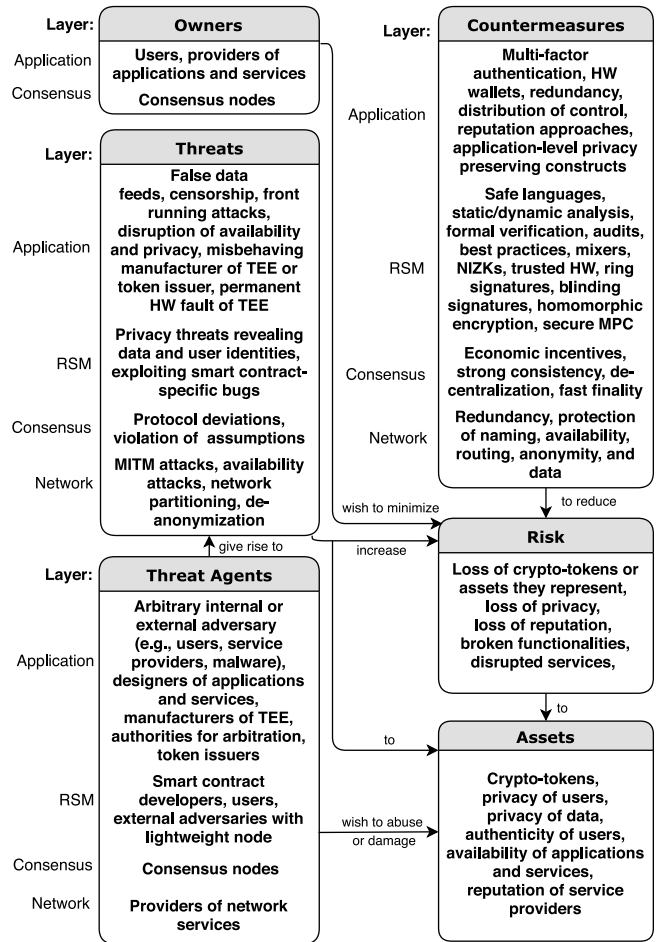 Layer:
Owners
Application
Users, providers of
applications and services
Consensus
Consensus nodes
Layer:
Threats
Application
False data
feeds, censorship, front
running attacks,
disruption of availability
and privacy, misbehaving
manufacturer of TEE or
token issuer, permanent
HW fault of TEE
RSM
Privacy threats revealing
data and user identities,
exploiting smart contract-
specific bugs
Consensus
Protocol deviations,
violation of assumptions
Network
MITM attacks, availability
attacks, network
partitioning, de-
anonymization
give rise to
Layer:
Threat Agents
Application
Arbitrary internal or
external adversary
(e.g., users, service
providers, malware),
designers of applications
and services,
manufacturers of TEE,
authorities for arbitration,
token issuers
RSM
Smart contract
developers, users,
external adversaries with
lightweight node
Consensus
Consensus nodes
Network
Providers of network
services
Layer:
Countermeasures
Application
Multi-factor
authentication, HW
wallets, redundancy,
distribution of control,
reputation approaches,
application-level privacy
preserving constructs
RSM
Safe languages,
static/dynamic analysis,
formal verification, audits,
best practices, mixers,
NIZKs, trusted HW, ring
signatures, blinding
signatures, homomorphic
encryption, secure MPC
Consensus
Economic incentives,
strong consistency, de-
centralization, fast finality
Network
Redundancy, protection
of naming, availability,
routing, anonymity, and
data
wish to minimize
to reduce
increase
Risk
Loss of crypto-tokens or
assets they represent,
loss of privacy,
loss of reputation,
broken functionalities,
disrupted services,
to
to
Assets
Crypto-tokens,
privacy of users,
privacy of data,
authenticity of users,
availability of applications
and services,
reputation of service
providers
wish to abuse
or damage